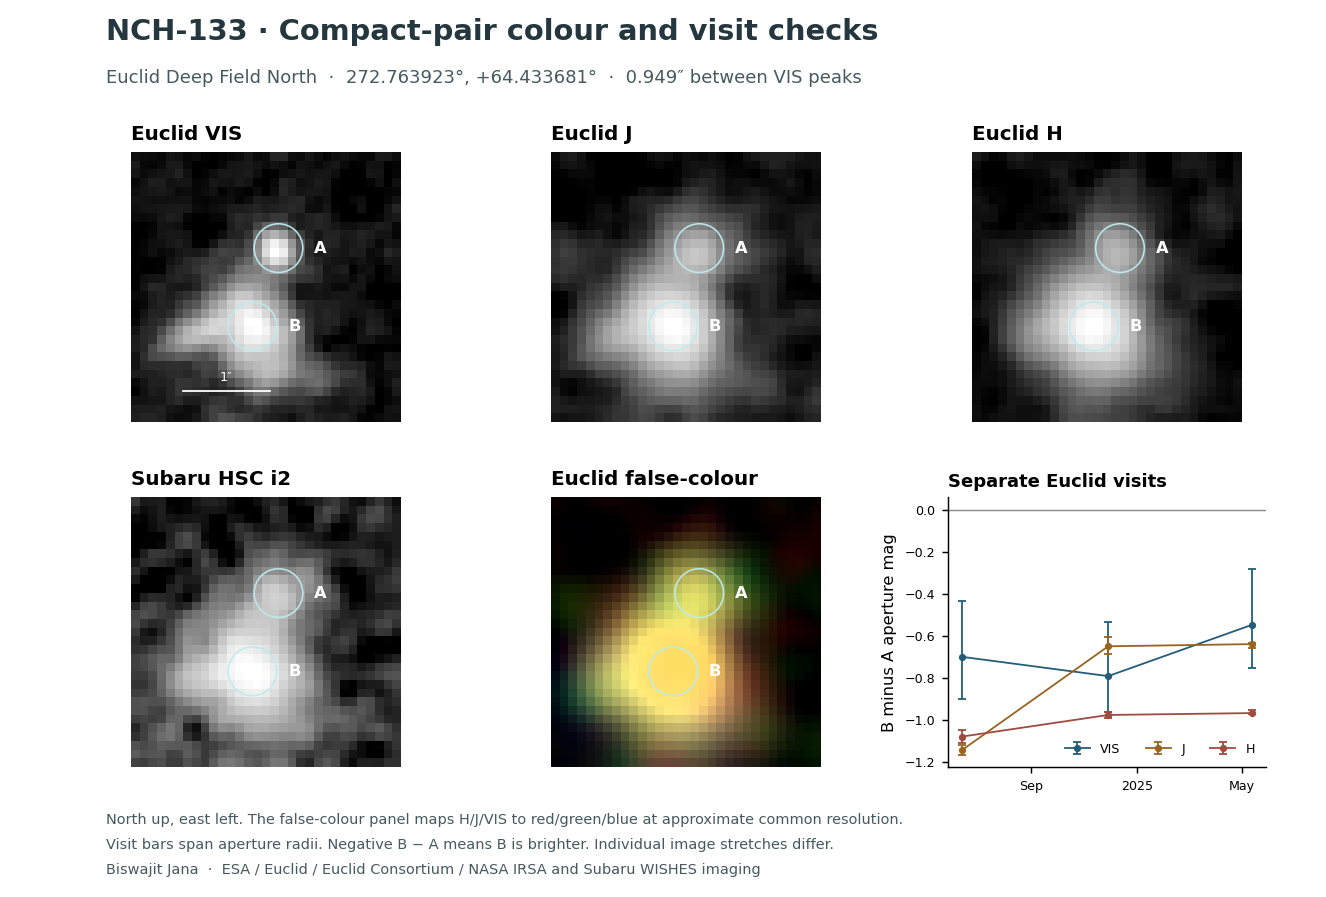 NCH-133 · Compact-pair colour and visit checks
Euclid Deep Field North · 272.763923°, +64.433681° · 0.949″ between VIS peaks
Euclid VIS
Euclid J
Euclid H
A
B
1″
A
B
A
B
Subaru HSC i2
Euclid false-colour
Separate Euclid visits
A
B
A
B
B minus A aperture mag
0.0
−0.2
−0.4
−0.6
−0.8
−1.0
−1.2
VIS
J
H
Sep
2025
May
North up, east left. The false-colour panel maps H/J/VIS to red/green/blue at approximate common resolution.
Visit bars span aperture radii. Negative B − A means B is brighter. Individual image stretches differ.
Biswajit Jana · ESA / Euclid / Euclid Consortium / NASA IRSA and Subaru WISHES imaging